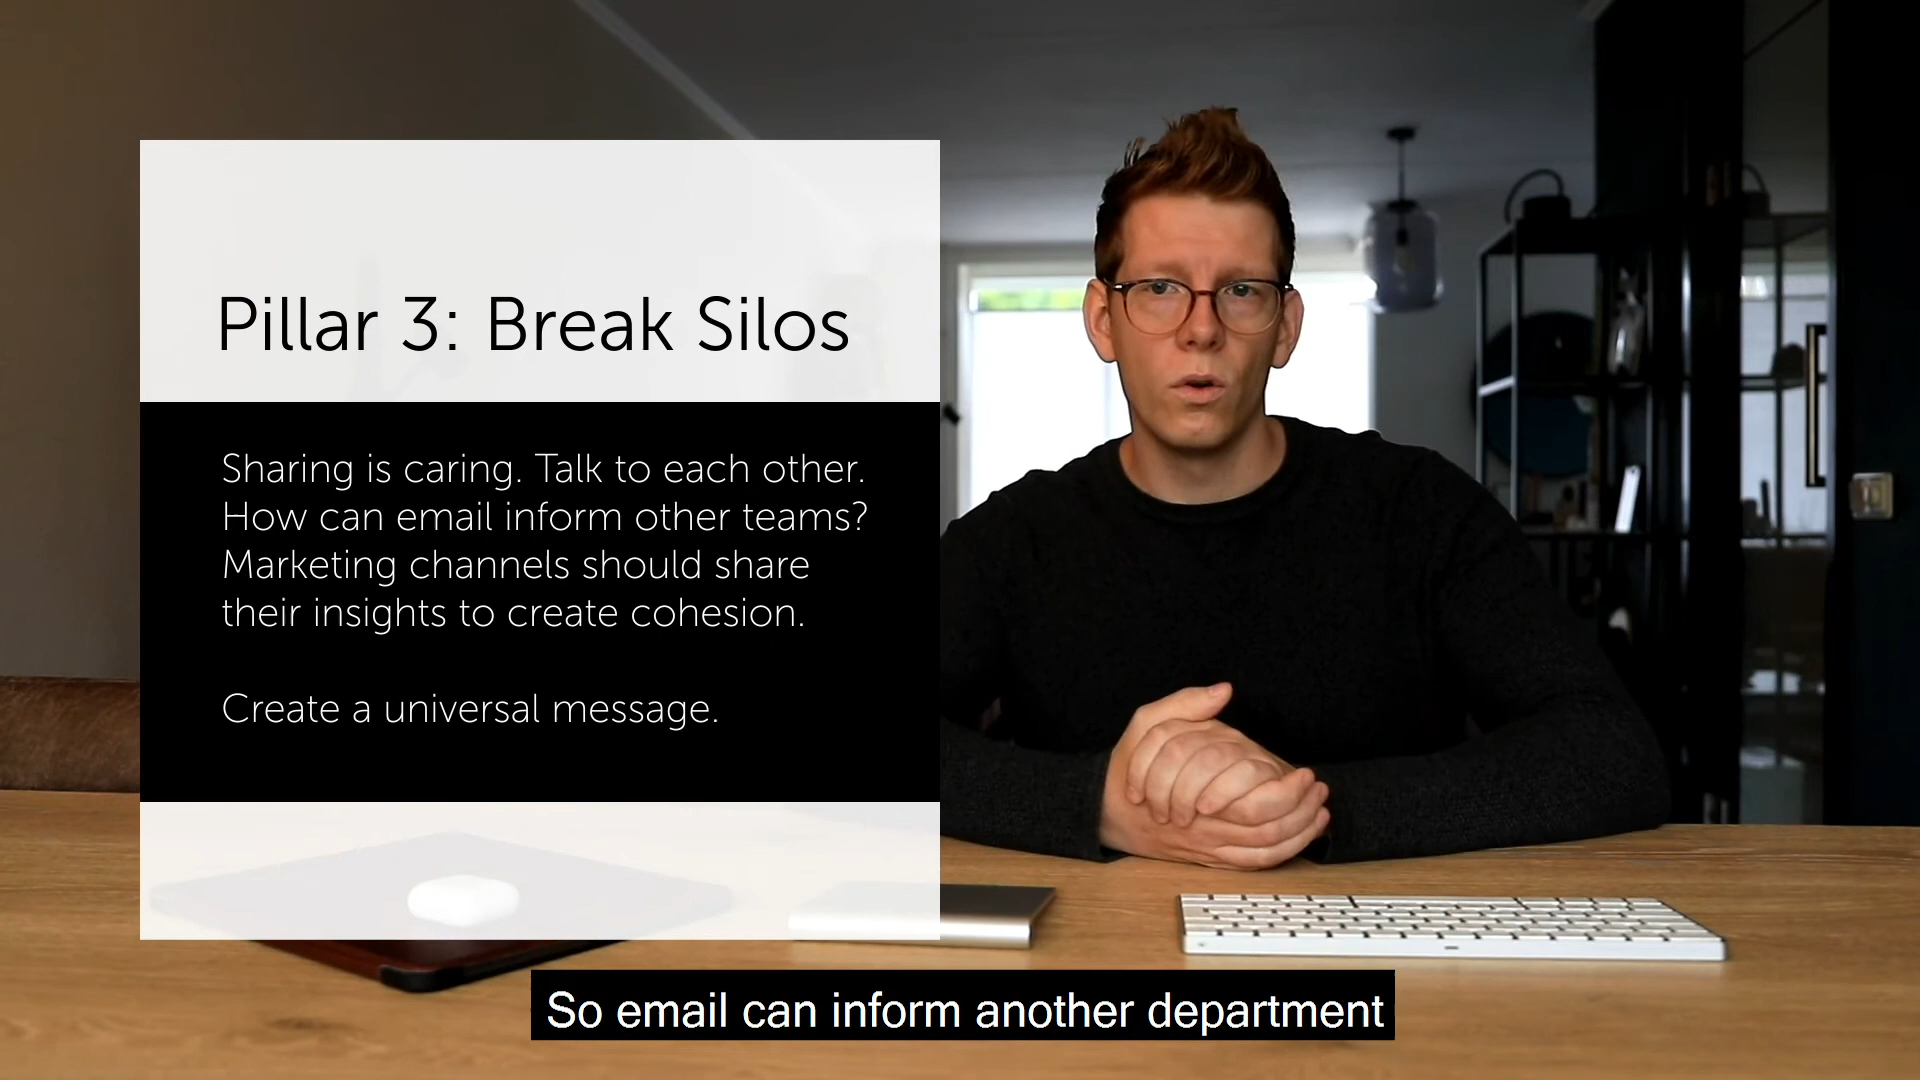 Pillar 3: Break Silos
Sharing is caring. Talk to each other.
How can email inform other teams?
Marketing channels should share
their insights to create cohesion.
Create a universal message.
So email can inform another department